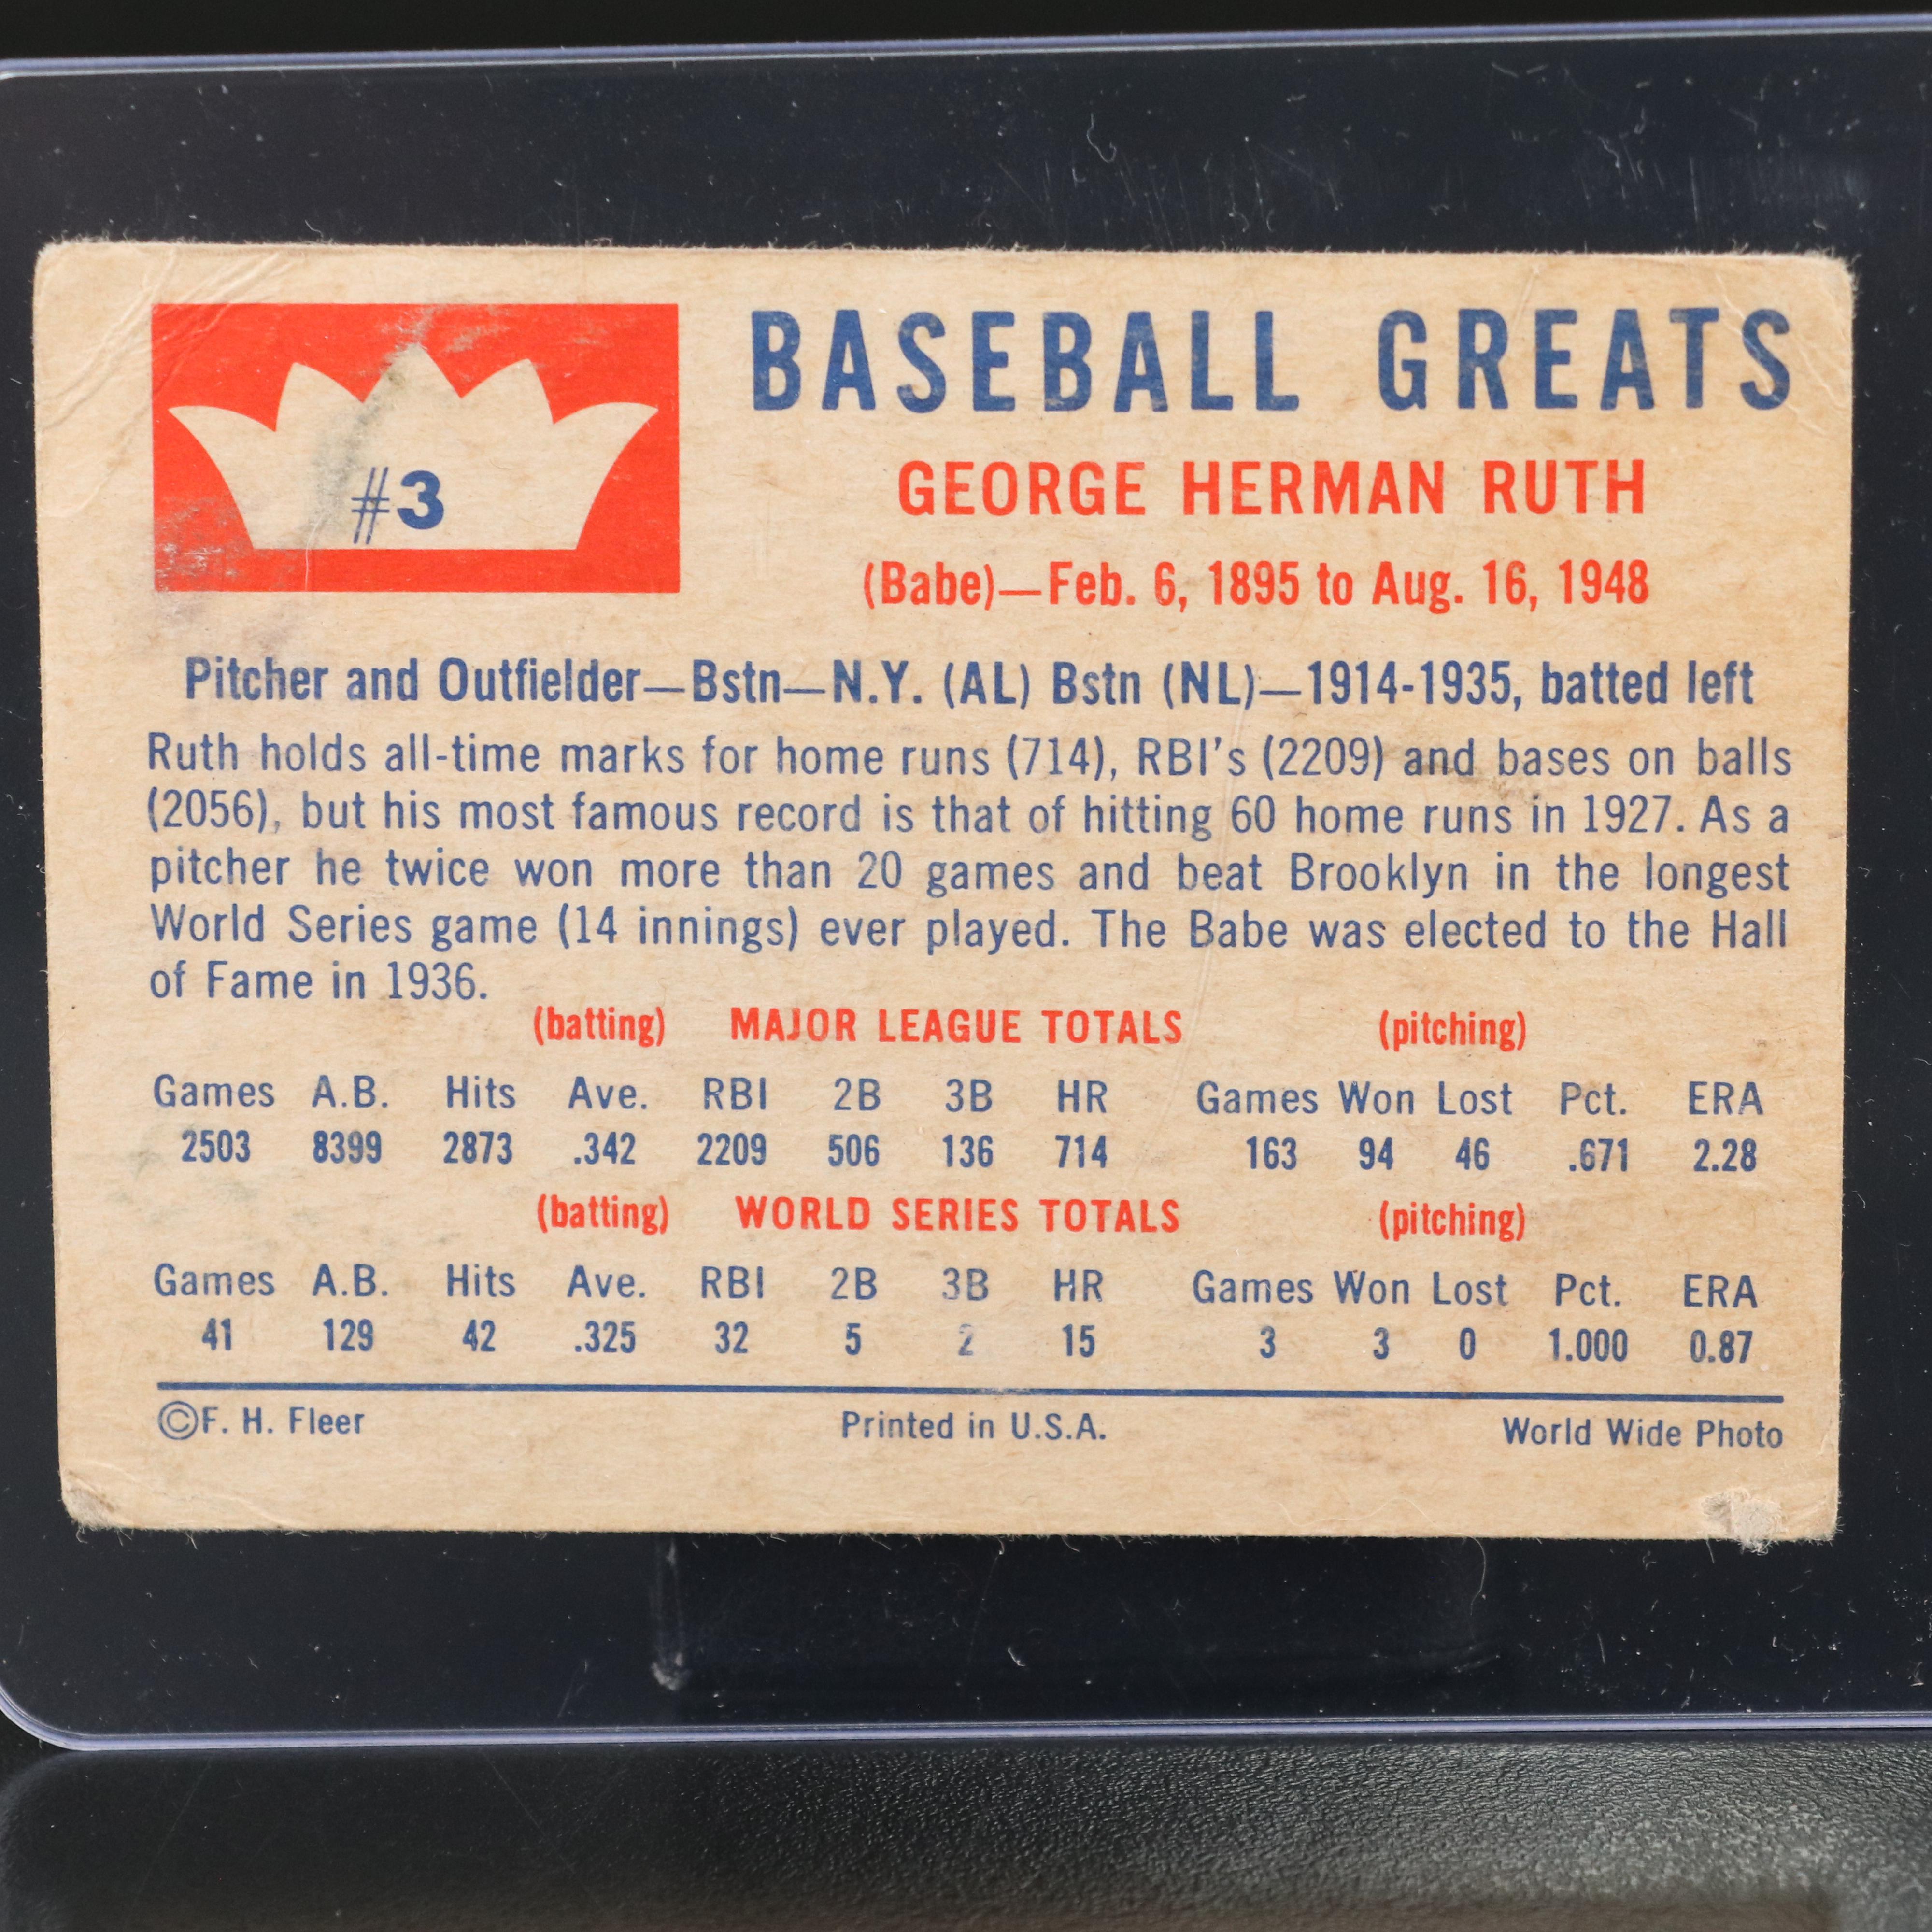 #3
BASEBALL GREATS
GEORGE HERMAN RUTH
(Babe)—Feb. 6, 1895 to Aug. 16, 1948
Pitcher and Outfielder—Bstn—N.Y. (AL) Bstn (NL)—1914-1935, batted left
Ruth holds all-time marks for home runs (714), RBI's (2209) and bases on balls
(2056), but his most famous record is that of hitting 60 home runs in 1927. As a
pitcher he twice won more than 20 games and beat Brooklyn in the longest
World Series game (14 innings) ever played. The Babe was elected to the Hall
of Fame in 1936.
(batting) MAJOR LEAGUE TOTALS (pitching)
Games A.B. Hits Ave. RBI 2B 3B HR Games Won Lost Pct. ERA
2503 8399 2873 .342 2209 506 136 714 163 94 46 .671 2.28
(batting) WORLD SERIES TOTALS (pitching)
Games A.B. Hits Ave. RBI 2B 3B HR Games Won Lost Pct. ERA
41 129 42 .325 32 5 2 15 3 3 0 1.000 0.87
©F. H. Fleer Printed in U.S.A. World Wide Photo